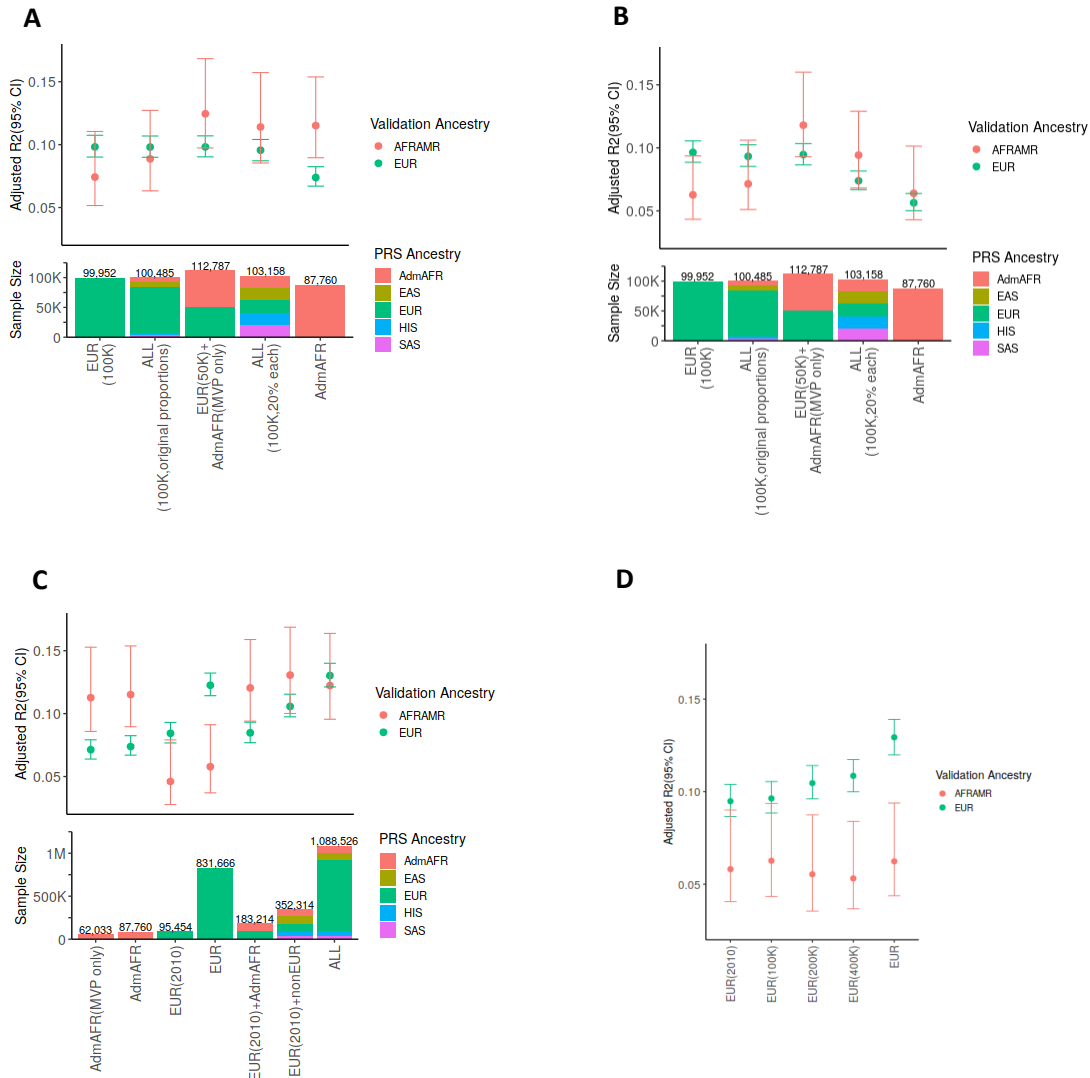 A
Adjusted R2(95% CI)
0.15
0.10
0.05
Validation Ancestry
AFRAMR
EUR
Sample Size
100K
50K
0
99,952
100,485
112,787
103,158
87,760
PRS Ancestry
AdmAFR
EAS
EUR
HIS
SAS
EUR
(100K)
ALL
(100K,original proportions)
EUR(50K)+
AdmAFR(MVP only)
ALL
(100K,20% each)
AdmAFR
B
Adjusted R2(95% CI)
0.15
0.10
0.05
Validation Ancestry
AFRAMR
EUR
Sample Size
100K
50K
0
99,952
100,485
112,787
103,158
87,760
PRS Ancestry
AdmAFR
EAS
EUR
HIS
SAS
EUR
(100K)
ALL
(100K,original proportions)
EUR(50K)+
AdmAFR(MVP only)
ALL
(100K,20% each)
AdmAFR
C
Adjusted R2(95% CI)
0.15
0.10
0.05
Validation Ancestry
AFRAMR
EUR
Sample Size
1M
500K
0
62,033
87,760
95,454
831,666
183,214
352,314
1,088,526
PRS Ancestry
AdmAFR
EAS
EUR
HIS
SAS
AdmAFR(MVP only)
AdmAFR
EUR(2010)
EUR
EUR(2010)+AdmAFR
EUR(2010)+nonEUR
ALL
D
Adjusted R2(95% CI)
0.15
0.10
0.05
Validation Ancestry
AFRAMR
EUR
EUR(2010)
EUR(100K)
EUR(200K)
EUR(400K)
EUR